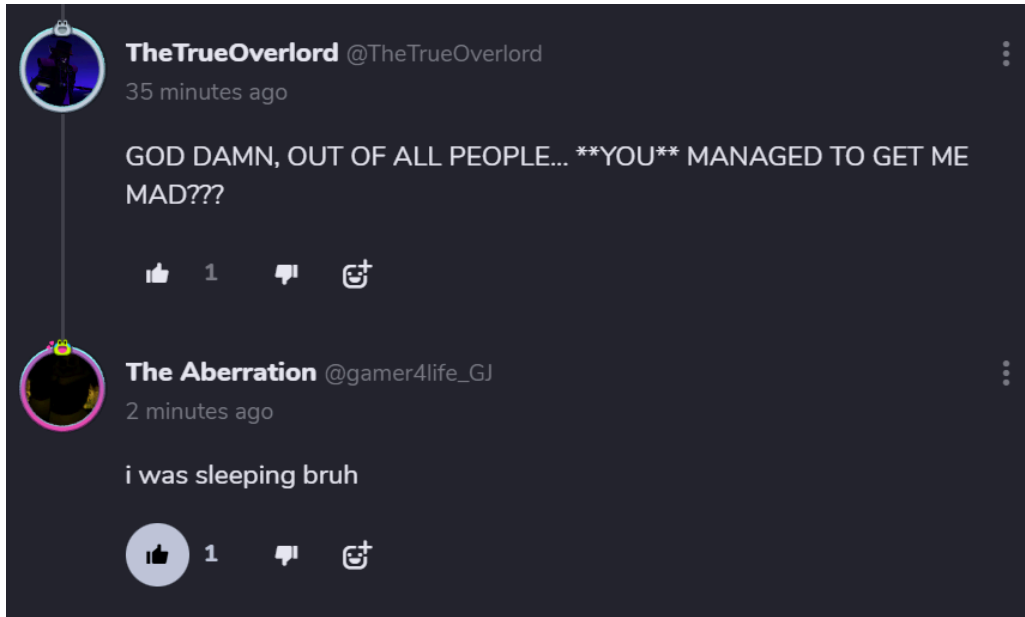 TheTrueOverlord @TheTrueOverlord
35 minutes ago
GOD DAMN, OUT OF ALL PEOPLE... **YOU** MANAGED TO GET ME
MAD???
1
The Aberration @gamer4life_GJ
2 minutes ago
i was sleeping bruh
1